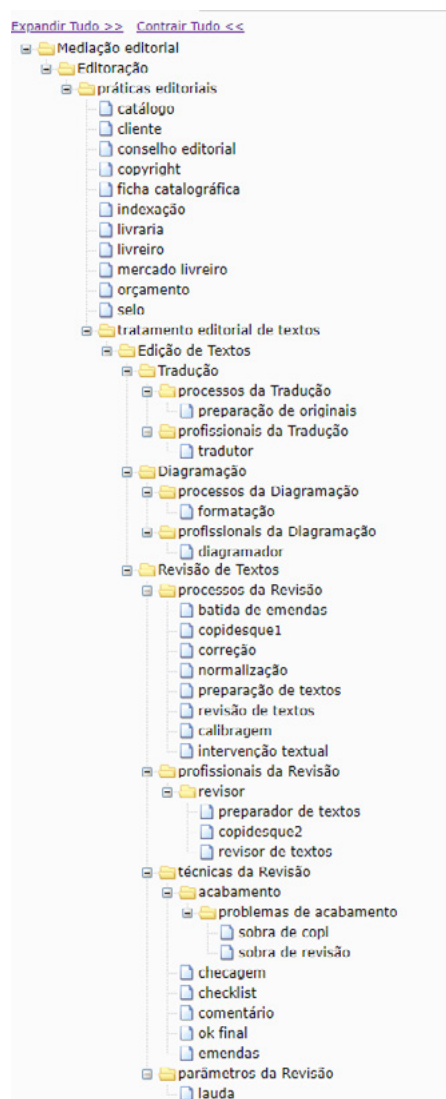 Expandir Tudo >> Contrair Tudo <<
Mediação editorial
Editoração
práticas editoriais
catálogo
cliente
conselho editorial
copyright
ficha catalográfica
indexação
livraria
livreiro
mercado livreiro
orçamento
selo
tratamento editorial de textos
Edição de Textos
Tradução
processos da Tradução
preparação de originais
profissionais da Tradução
tradutor
Diagramação
processos da Diagramação
formatação
profissionais da Diagramação
diagramador
Revisão de Textos
processos da Revisão
batida de emendas
copidesque1
correção
normalização
preparação de textos
revisão de textos
calibragem
intervenção textual
profissionais da Revisão
revisor
preparador de textos
copidesque2
revisor de textos
técnicas da Revisão
acabamento
problemas de acabamento
sobra de copi
sobra de revisão
checagem
checklist
comentário
ok final
emendas
parâmetros da Revisão
lauda